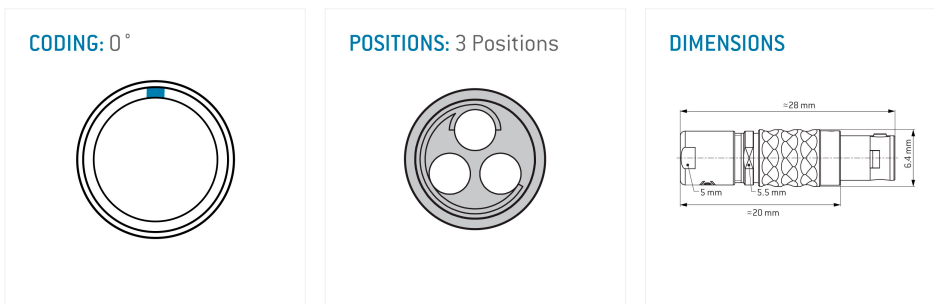 CODING: 0°
POSITIONS: 3 Positions
DIMENSIONS
≈28 mm
6.4 mm
5 mm
5.5 mm
≈20 mm